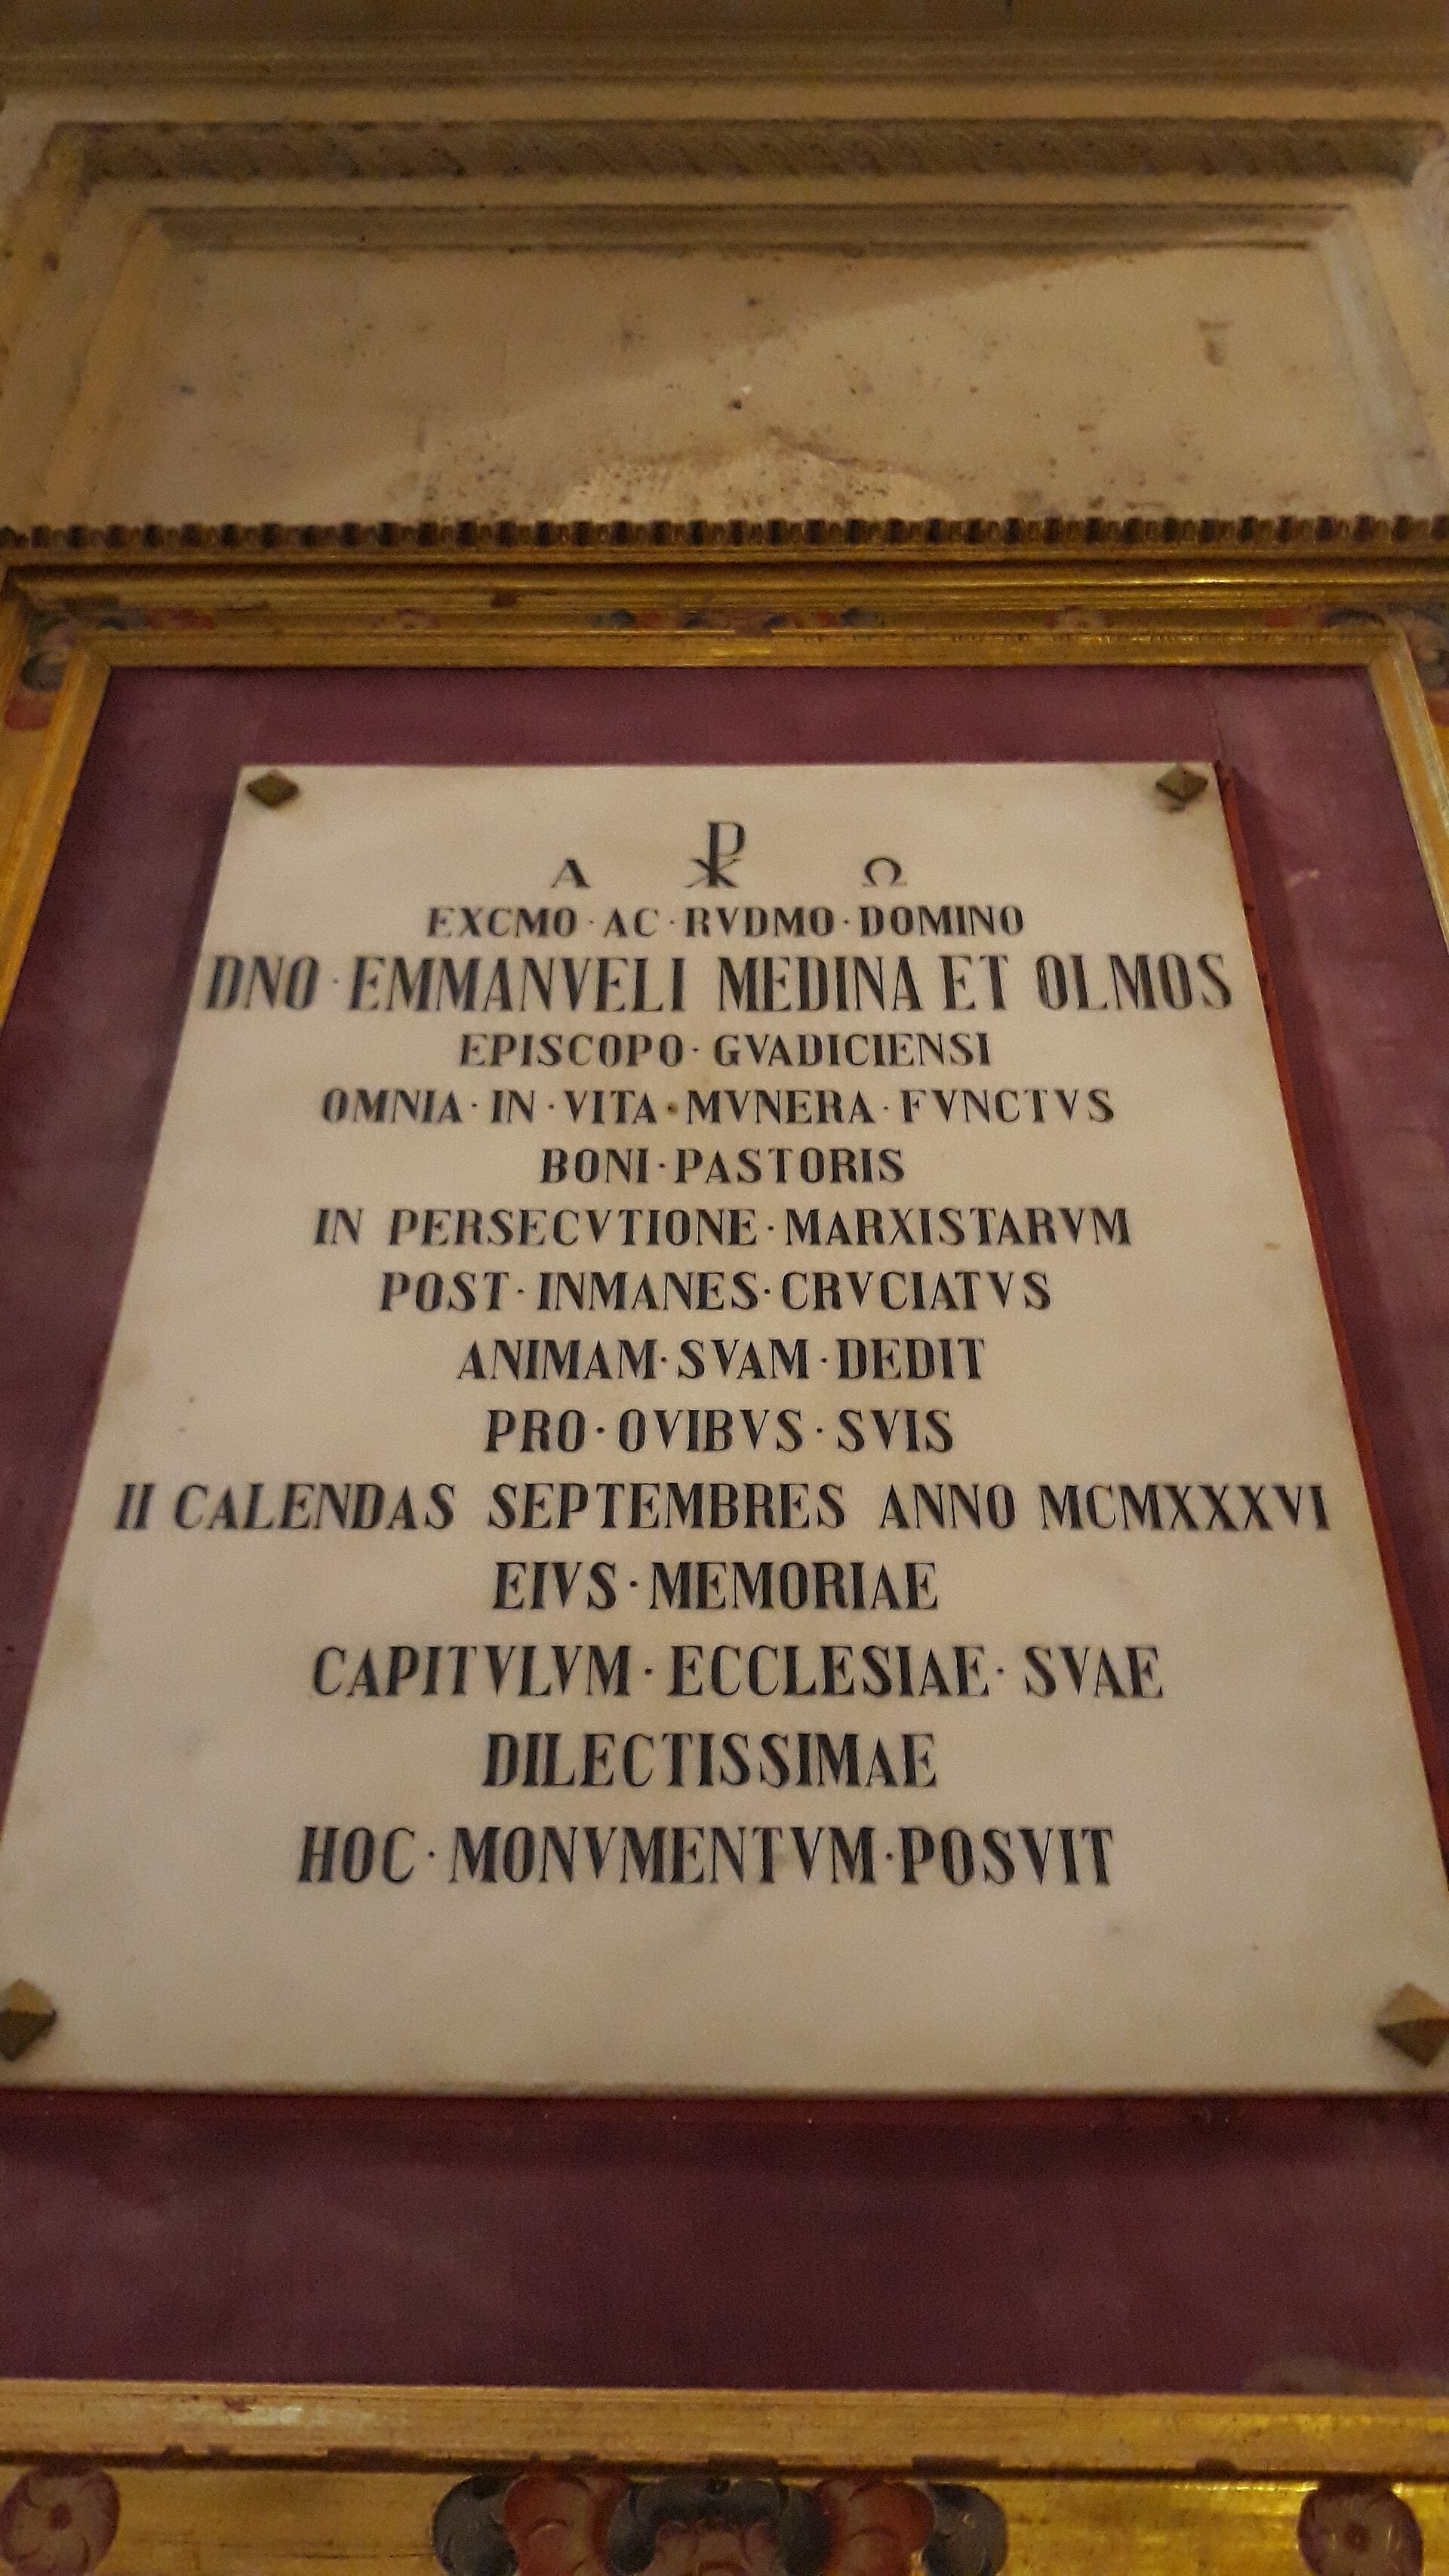 Α ☧ Ω
EXCMO · AC · RVDMO · DOMINO
DNO · EMMANVELI MEDINA ET OLMOS
EPISCOPO · GVADICIENSI
OMNIA · IN · VITA · MVNERA · FVNCTVS
BONI · PASTORIS
IN PERSECVTIONE · MARXISTARVM
POST · INMANES · CRVCIATVS
ANIMAM · SVAM · DEDIT
PRO · OVIBVS · SVIS
II CALENDAS SEPTEMBRES ANNO MCMXXXVI
EIVS · MEMORIAE
CAPITVLVM · ECCLESIAE · SVAE
DILECTISSIMAE
HOC · MONVMENTVM · POSVIT